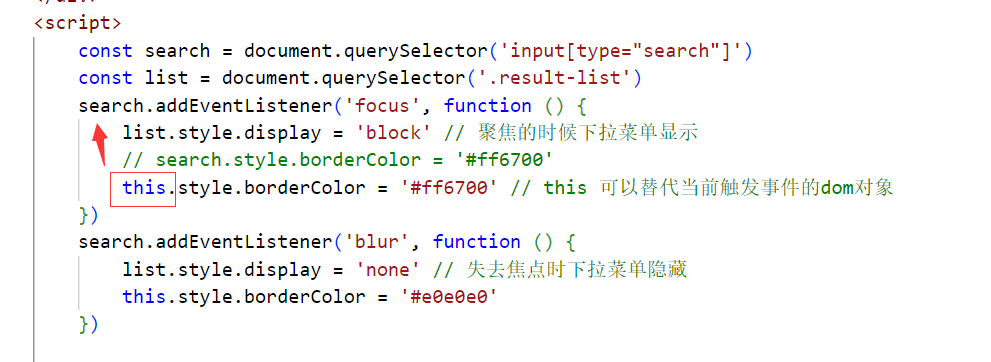 </div>
<script>
const search = document.querySelector('input[type="search"]')
const list = document.querySelector('.result-list')
search.addEventListener('focus', function () {
list.style.display = 'block' // 聚焦的时候下拉菜单显示
// search.style.borderColor = '#ff6700'
this.style.borderColor = '#ff6700' // this 可以替代当前触发事件的dom对象
})
search.addEventListener('blur', function () {
list.style.display = 'none' // 失去焦点时下拉菜单隐藏
this.style.borderColor = '#e0e0e0'
})